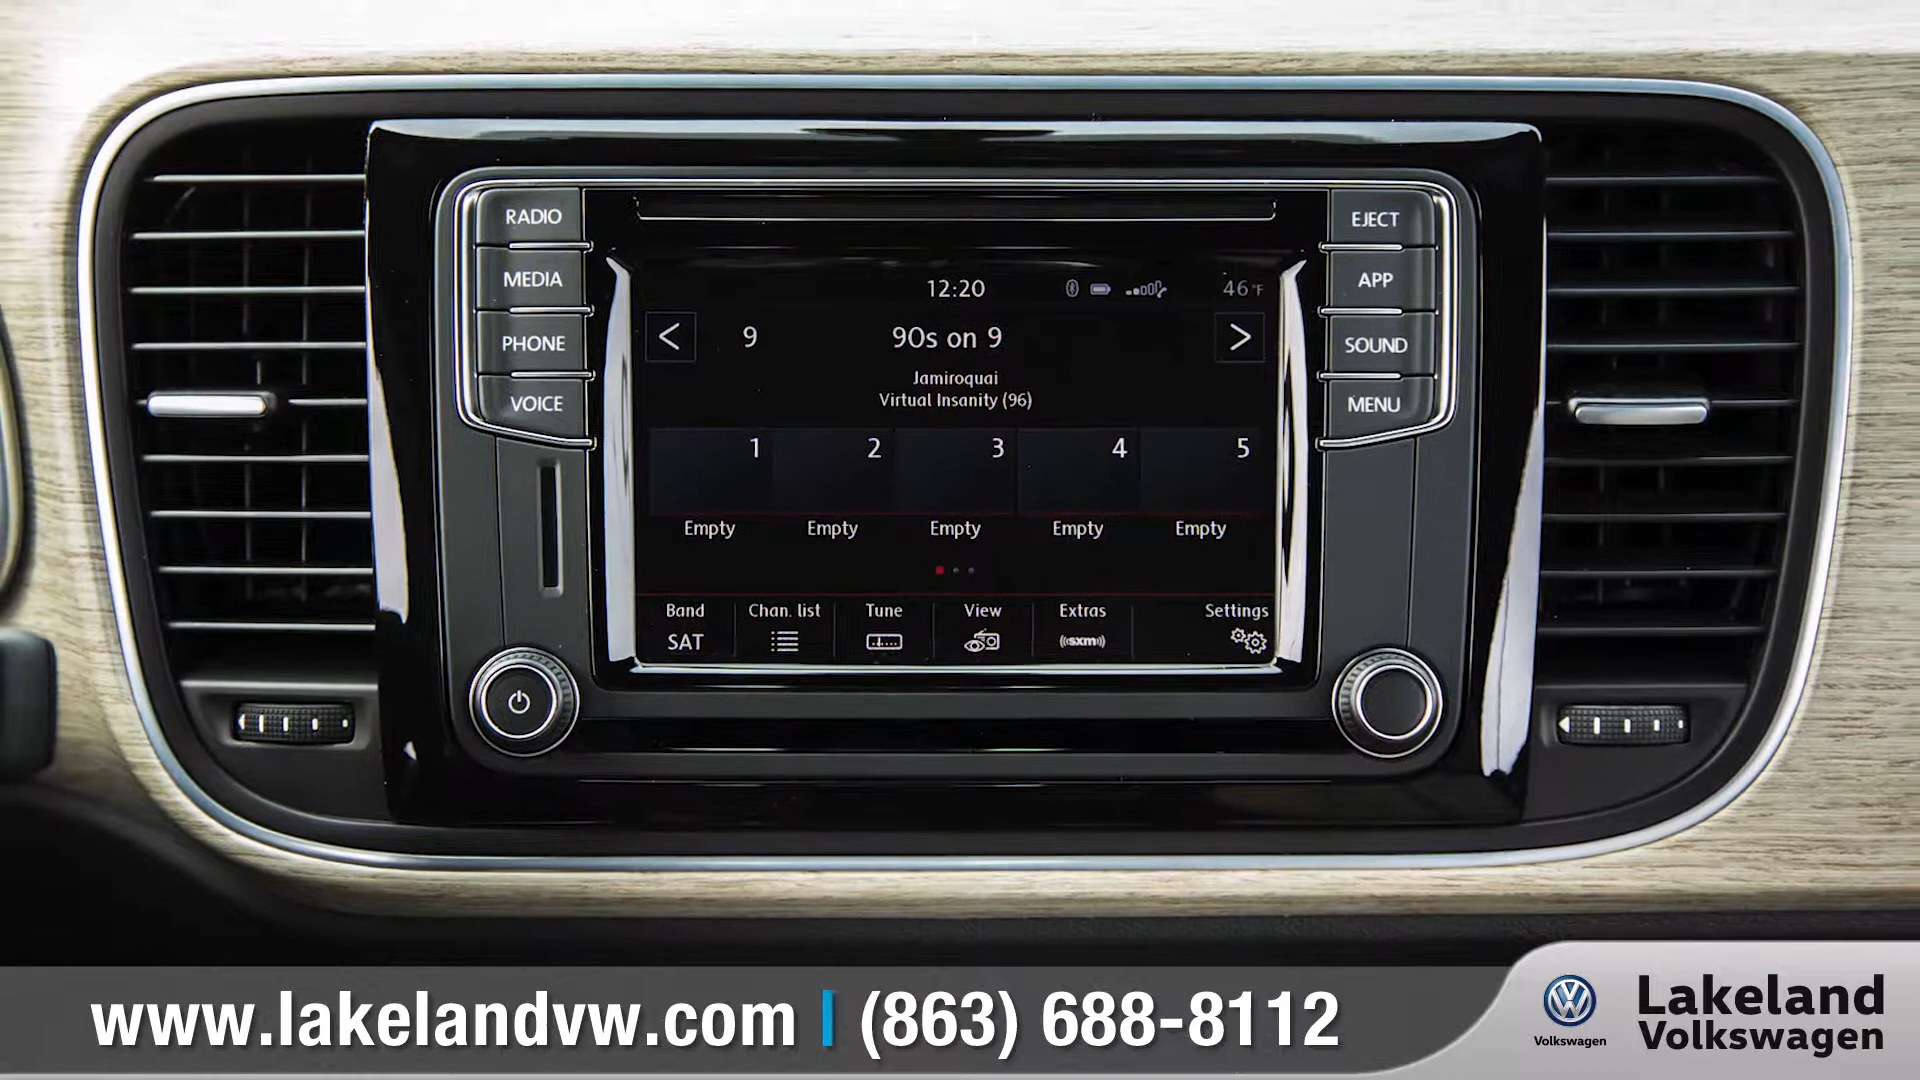 RADIO
MEDIA
PHONE
VOICE
EJECT
APP
SOUND
MENU
12:20
46°F
9
90s on 9
Jamiroquai
Virtual Insanity (96)
1 2 3 4 5
Empty Empty Empty Empty Empty
Band Chan. list Tune View Extras Settings
SAT ((sxm))
www.lakelandvw.com | (863) 688-8112
Volkswagen
Lakeland
Volkswagen